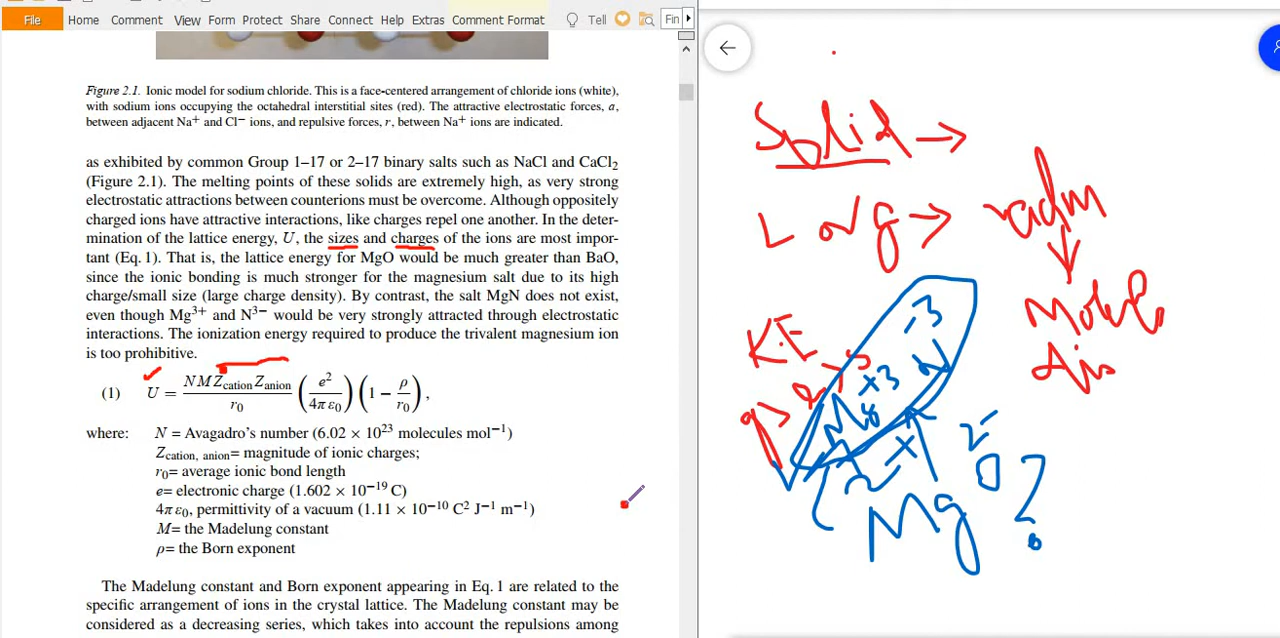 File Home Comment View Form Protect Share Connect Help Extras Comment Format Tell Fin
Figure 2.1. Ionic model for sodium chloride. This is a face-centered arrangement of chloride ions (white),
with sodium ions occupying the octahedral interstitial sites (red). The attractive electrostatic forces, a,
between adjacent Na⁺ and Cl⁻ ions, and repulsive forces, r, between Na⁺ ions are indicated.
as exhibited by common Group 1–17 or 2–17 binary salts such as NaCl and CaCl₂
(Figure 2.1). The melting points of these solids are extremely high, as very strong
electrostatic attractions between counterions must be overcome. Although oppositely
charged ions have attractive interactions, like charges repel one another. In the deter-
mination of the lattice energy, U, the sizes and charges of the ions are most impor-
tant (Eq. 1). That is, the lattice energy for MgO would be much greater than BaO,
since the ionic bonding is much stronger for the magnesium salt due to its high
charge/small size (large charge density). By contrast, the salt MgN does not exist,
even though Mg³⁺ and N³⁻ would be very strongly attracted through electrostatic
interactions. The ionization energy required to produce the trivalent magnesium ion
is too prohibitive.
(1) U = NMZcation Zanion / r₀ (e² / 4π ε₀) (1 − ρ / r₀),
where: N = Avagadro's number (6.02 × 10²³ molecules mol⁻¹)
Zcation, anion= magnitude of ionic charges;
r₀= average ionic bond length
e= electronic charge (1.602 × 10⁻¹⁹ C)
4π ε₀, permittivity of a vacuum (1.11 × 10⁻¹⁰ C² J⁻¹ m⁻¹)
M= the Madelung constant
ρ= the Born exponent
The Madelung constant and Born exponent appearing in Eq. 1 are related to the
specific arrangement of ions in the crystal lattice. The Madelung constant may be
considered as a decreasing series, which takes into account the repulsions among
Solid →
K.E
-3
+3
Mg
?